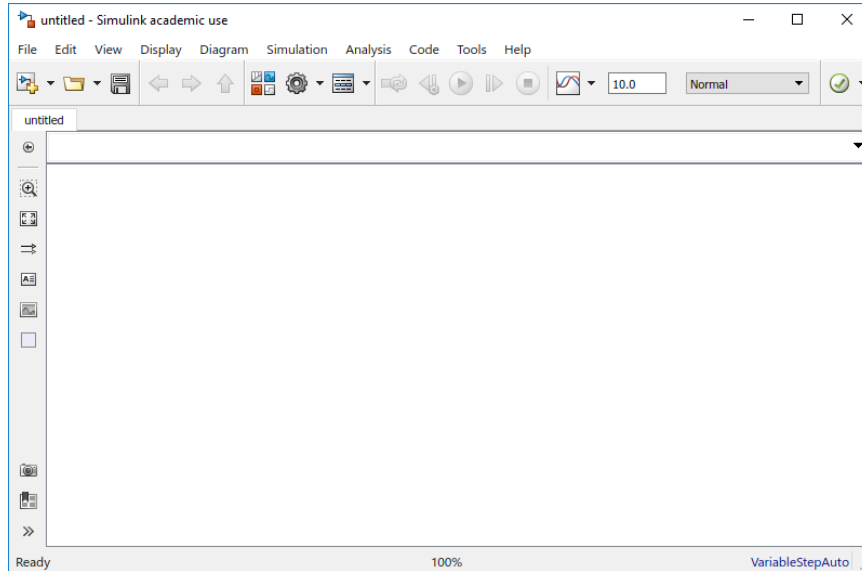 untitled - Simulink academic use
File Edit View Display Diagram Simulation Analysis Code Tools Help
10.0 Normal
untitled
Ready 100% VariableStepAuto